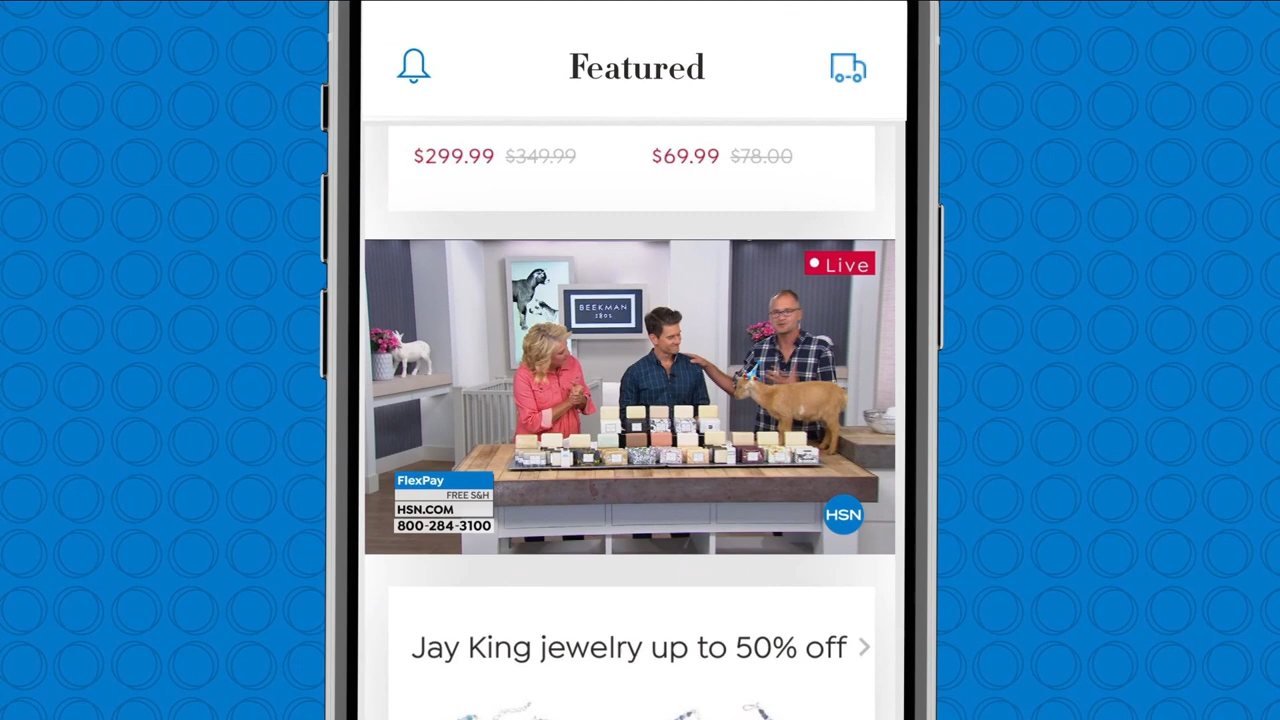 Featured
$299.99 $349.99 $69.99 $78.00
Live
BEEKMAN
1802
FlexPay
FREE S&H
HSN.COM
800-284-3100
HSN
Jay King jewelry up to 50% off